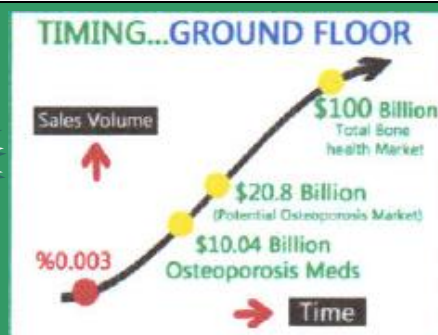 TIMING...GROUND FLOOR
Sales Volume
$100 Billion
Total Bone
health Market
$20.8 Billion
(Potential Osteoporosis Market)
$10.04 Billion
Osteoporosis Meds
%0.003
Time